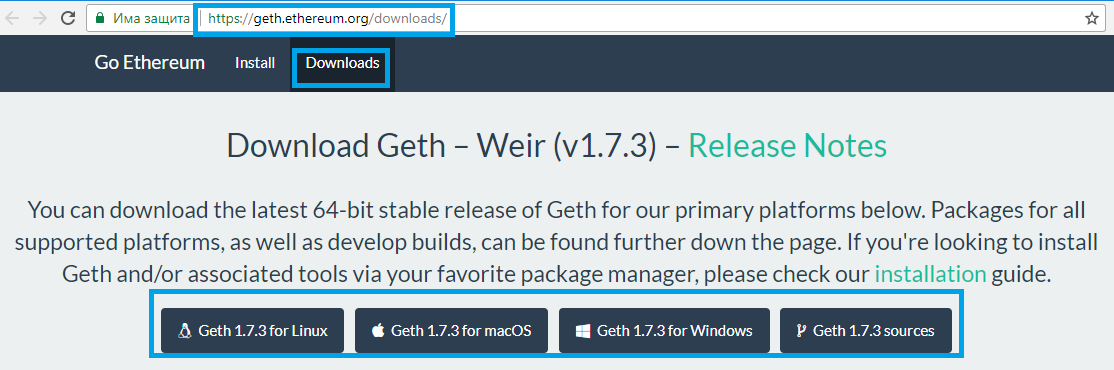 Има защита https://geth.ethereum.org/downloads/
Go Ethereum Install Downloads
Download Geth – Weir (v1.7.3) – Release Notes
You can download the latest 64-bit stable release of Geth for our primary platforms below. Packages for all
supported platforms, as well as develop builds, can be found further down the page. If you're looking to install
Geth and/or associated tools via your favorite package manager, please check our installation guide.
Geth 1.7.3 for Linux Geth 1.7.3 for macOS Geth 1.7.3 for Windows Geth 1.7.3 sources